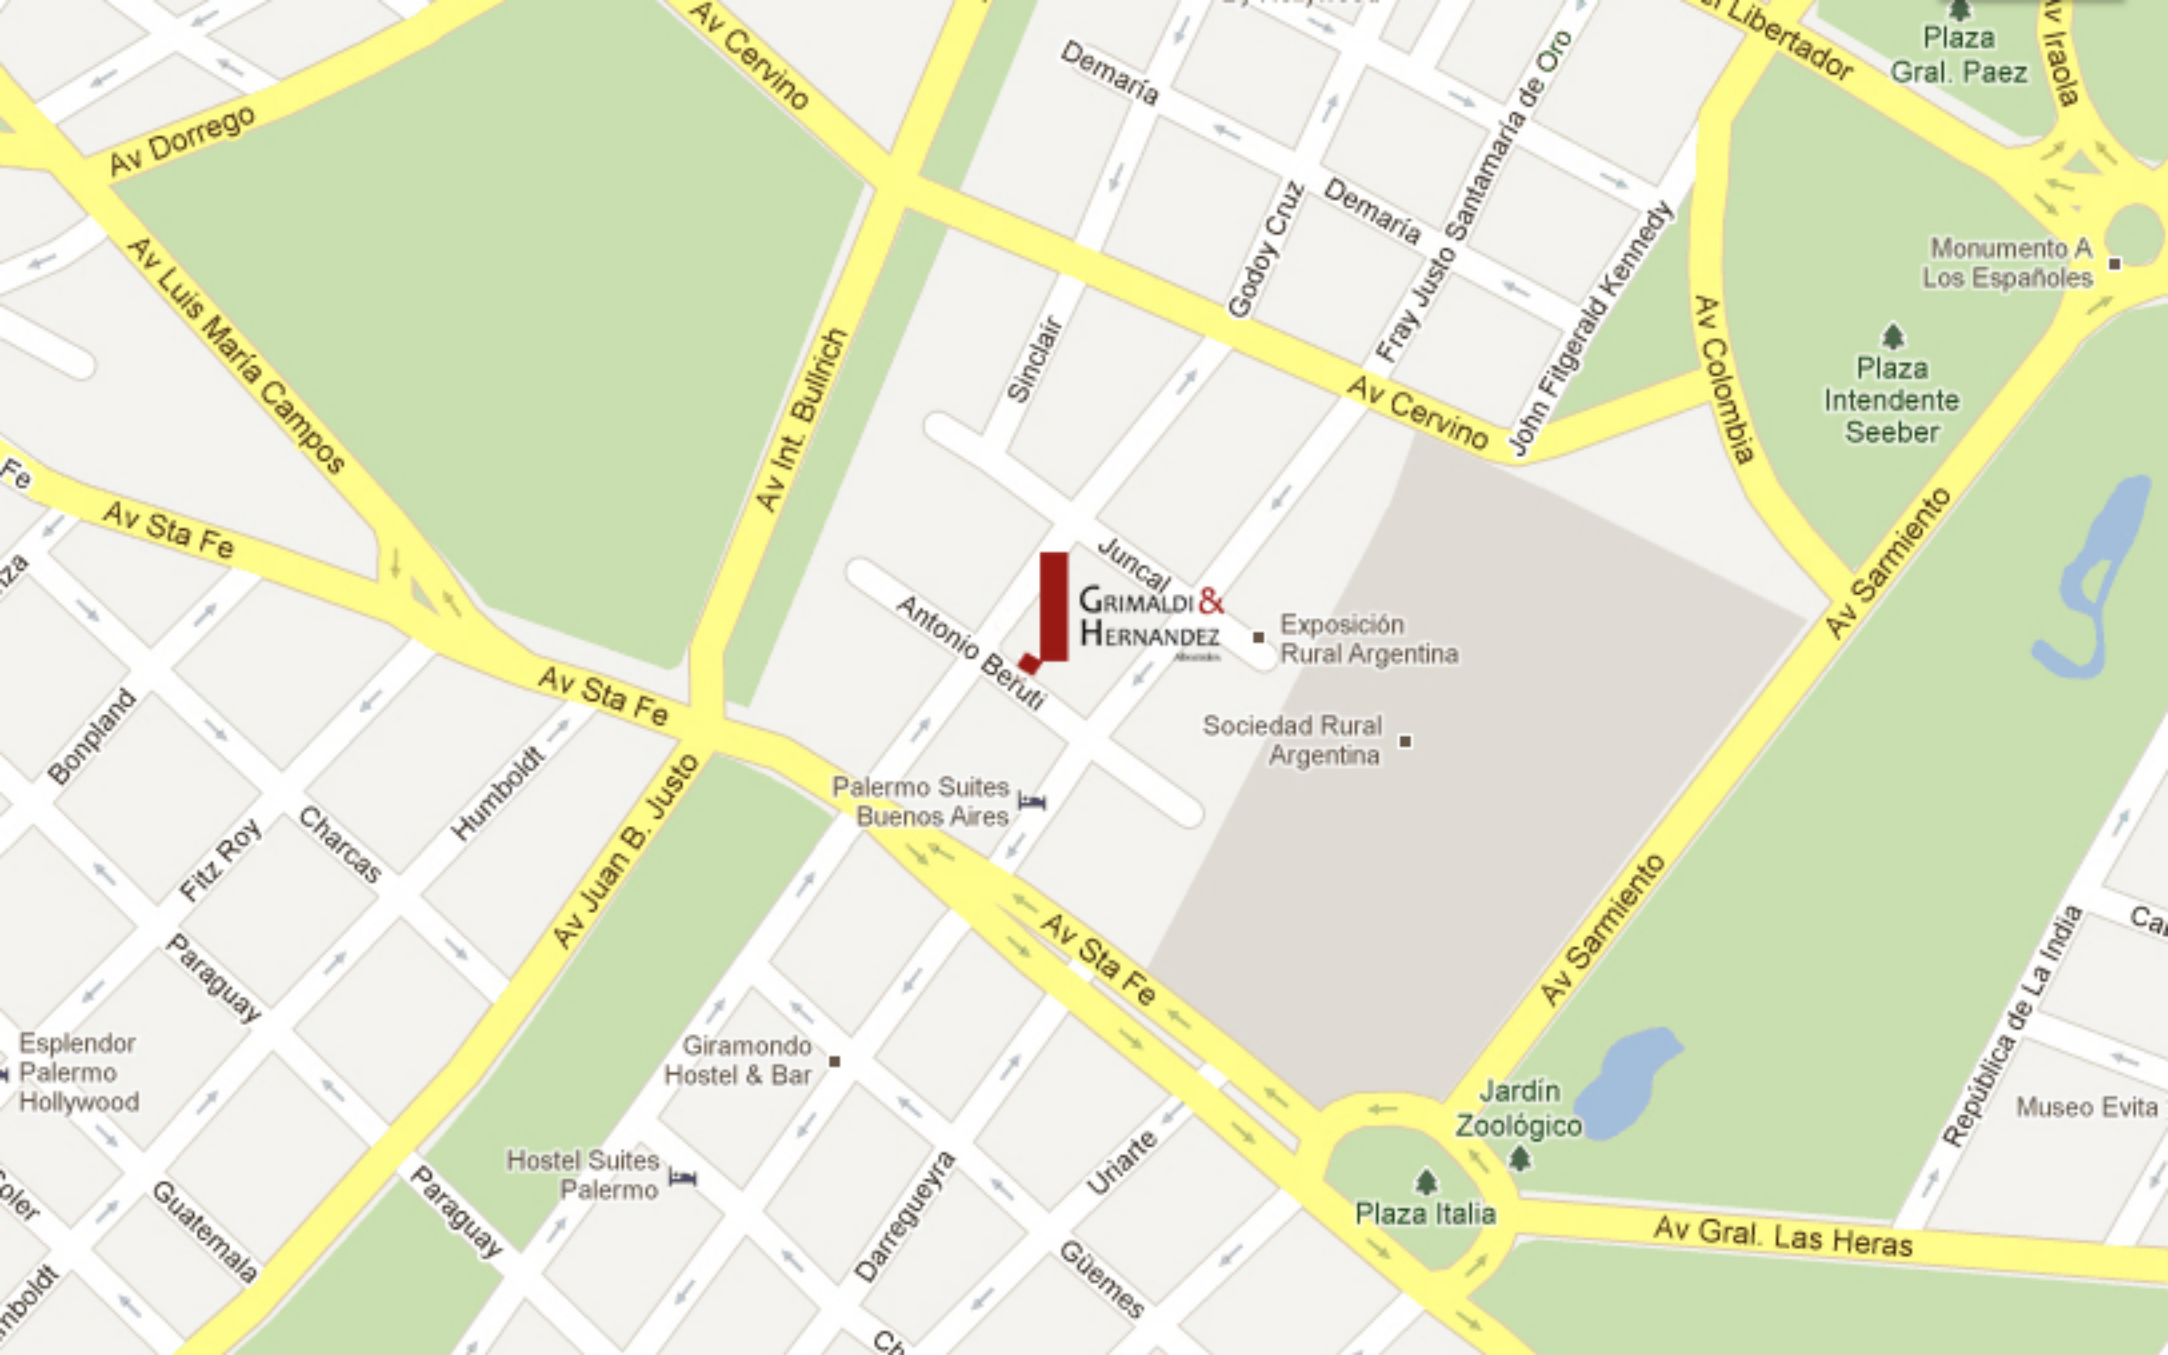 Av Cervino
Demaría
Av Iraola
Plaza
Gral. Paez
Libertador
Av Dorrego
Fray Justo Santamaría de Oro
Demaría
Godoy Cruz
John Fitgerald Kennedy
Monumento A
Los Españoles
Av Luis María Campos
Av Int. Bullrich
Sinclair
Av Cervino
Av Colombia
Plaza
Intendente
Seeber
Fe
Av Sta Fe
Juncal
GRIMALDI &
HERNANDEZ
Abogados
Antonio Beruti
Exposición
Rural Argentina
Av Sarmiento
Av Sta Fe
Sociedad Rural
Argentina
Bonpland
Humboldt
Av Juan B. Justo
Palermo Suites
Buenos Aires
Fitz Roy
Charcas
Av Sta Fe
Av Sarmiento
República de La India
Paraguay
Esplendor
Palermo
Hollywood
Giramondo
Hostel & Bar
Jardín
Zoológico
Museo Evita
Hostel Suites
Palermo
Uriarte
Darregueyra
Plaza Italia
Av Gral. Las Heras
Guatemala
Paraguay
Güemes